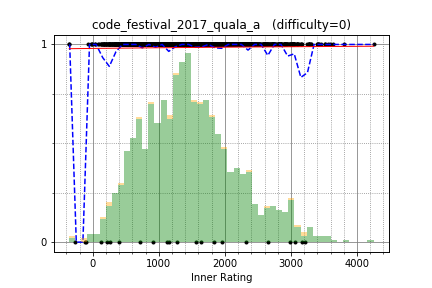 code_festival_2017_quala_a   (difficulty=0)
1
0
0 1000 2000 3000 4000
Inner Rating